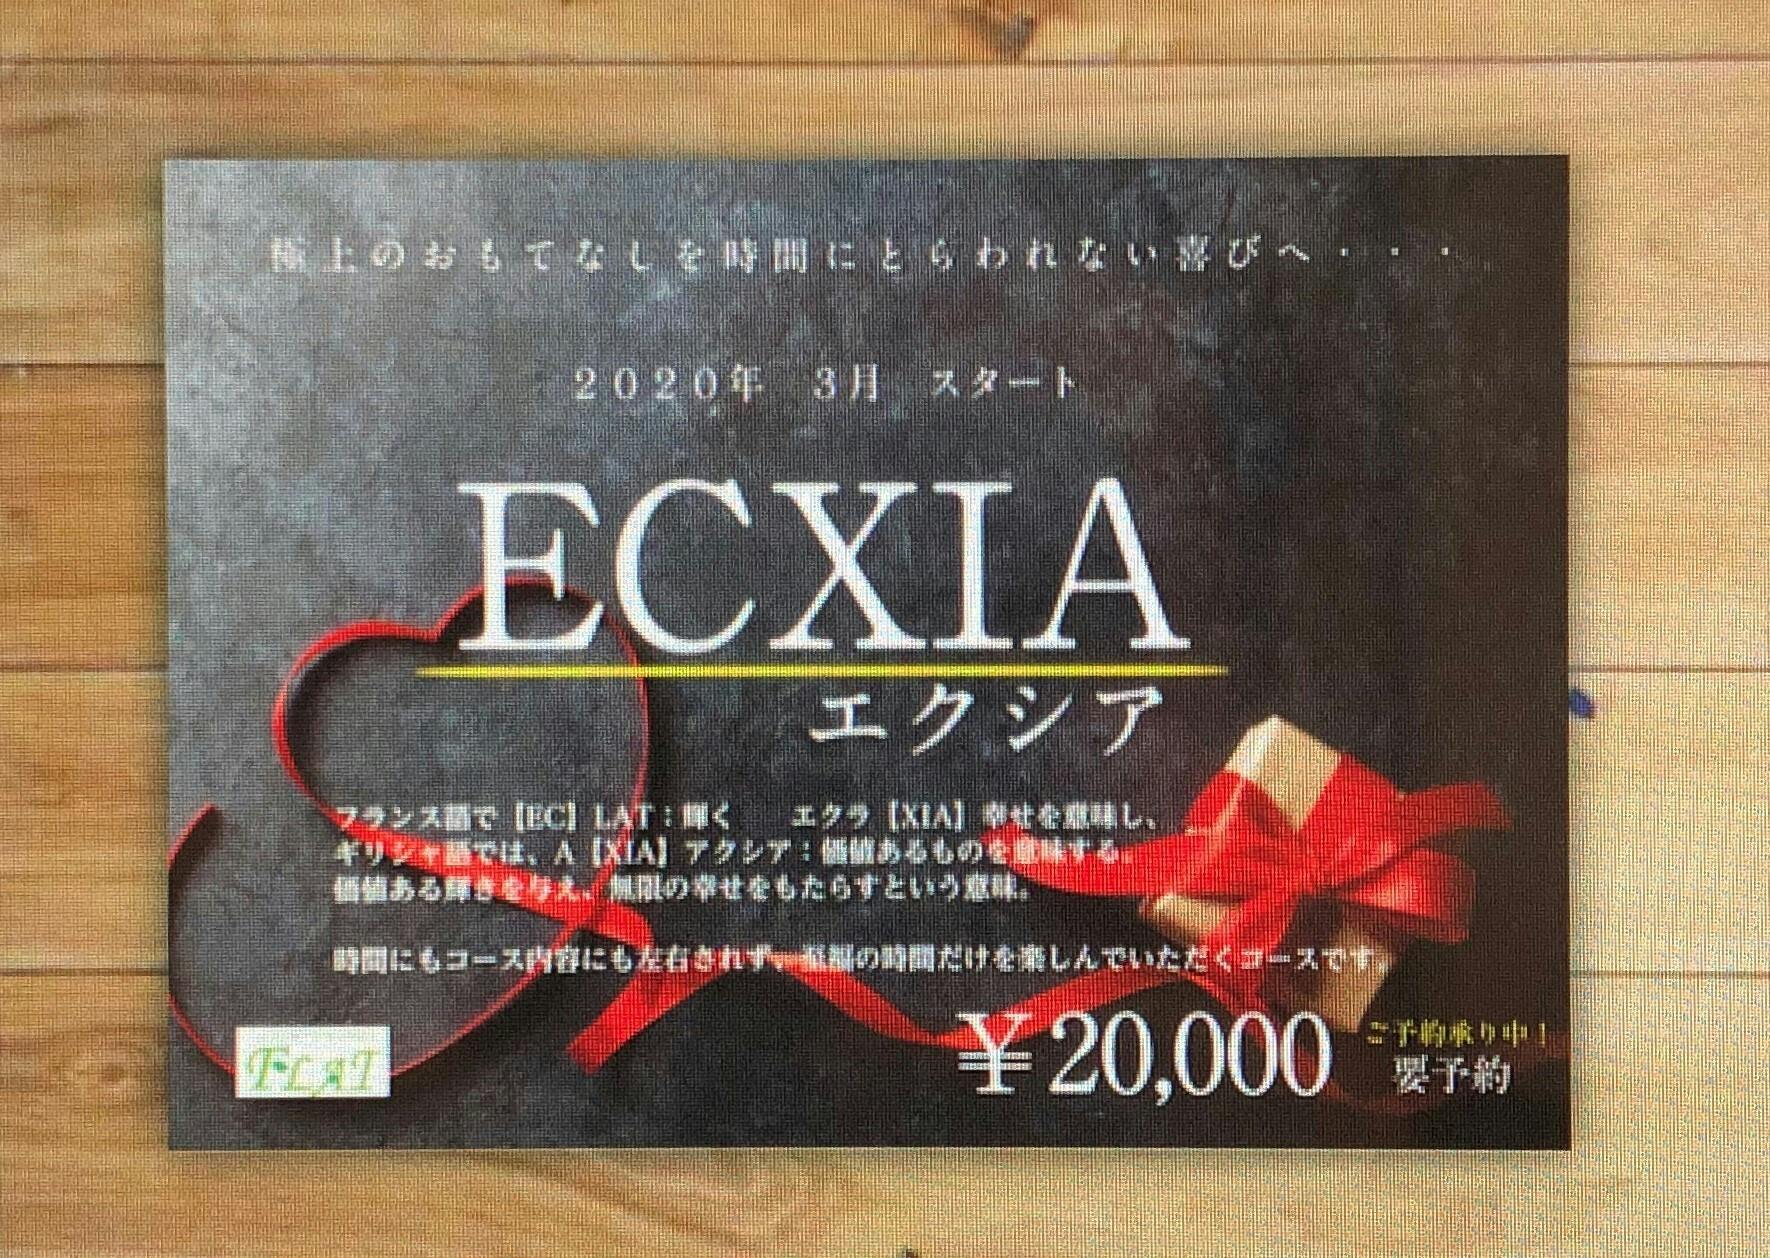 極上のおもてなしを時間にとらわれない喜びへ・・・
2020年 3月 スタート
ECXIA
エクシア
フランス語で【EC】LAT：輝く エクラ【XIA】幸せを意味し、
ギリシャ語では、A【XIA】アクシア：価値あるものを意味する。
価値ある輝きを与え、無限の幸せをもたらすという意味。
時間にもコース内容にも左右されず、至福の時間だけを楽しんでいただくコースです。
FLAT
¥20,000
ご予約承り中！
要予約